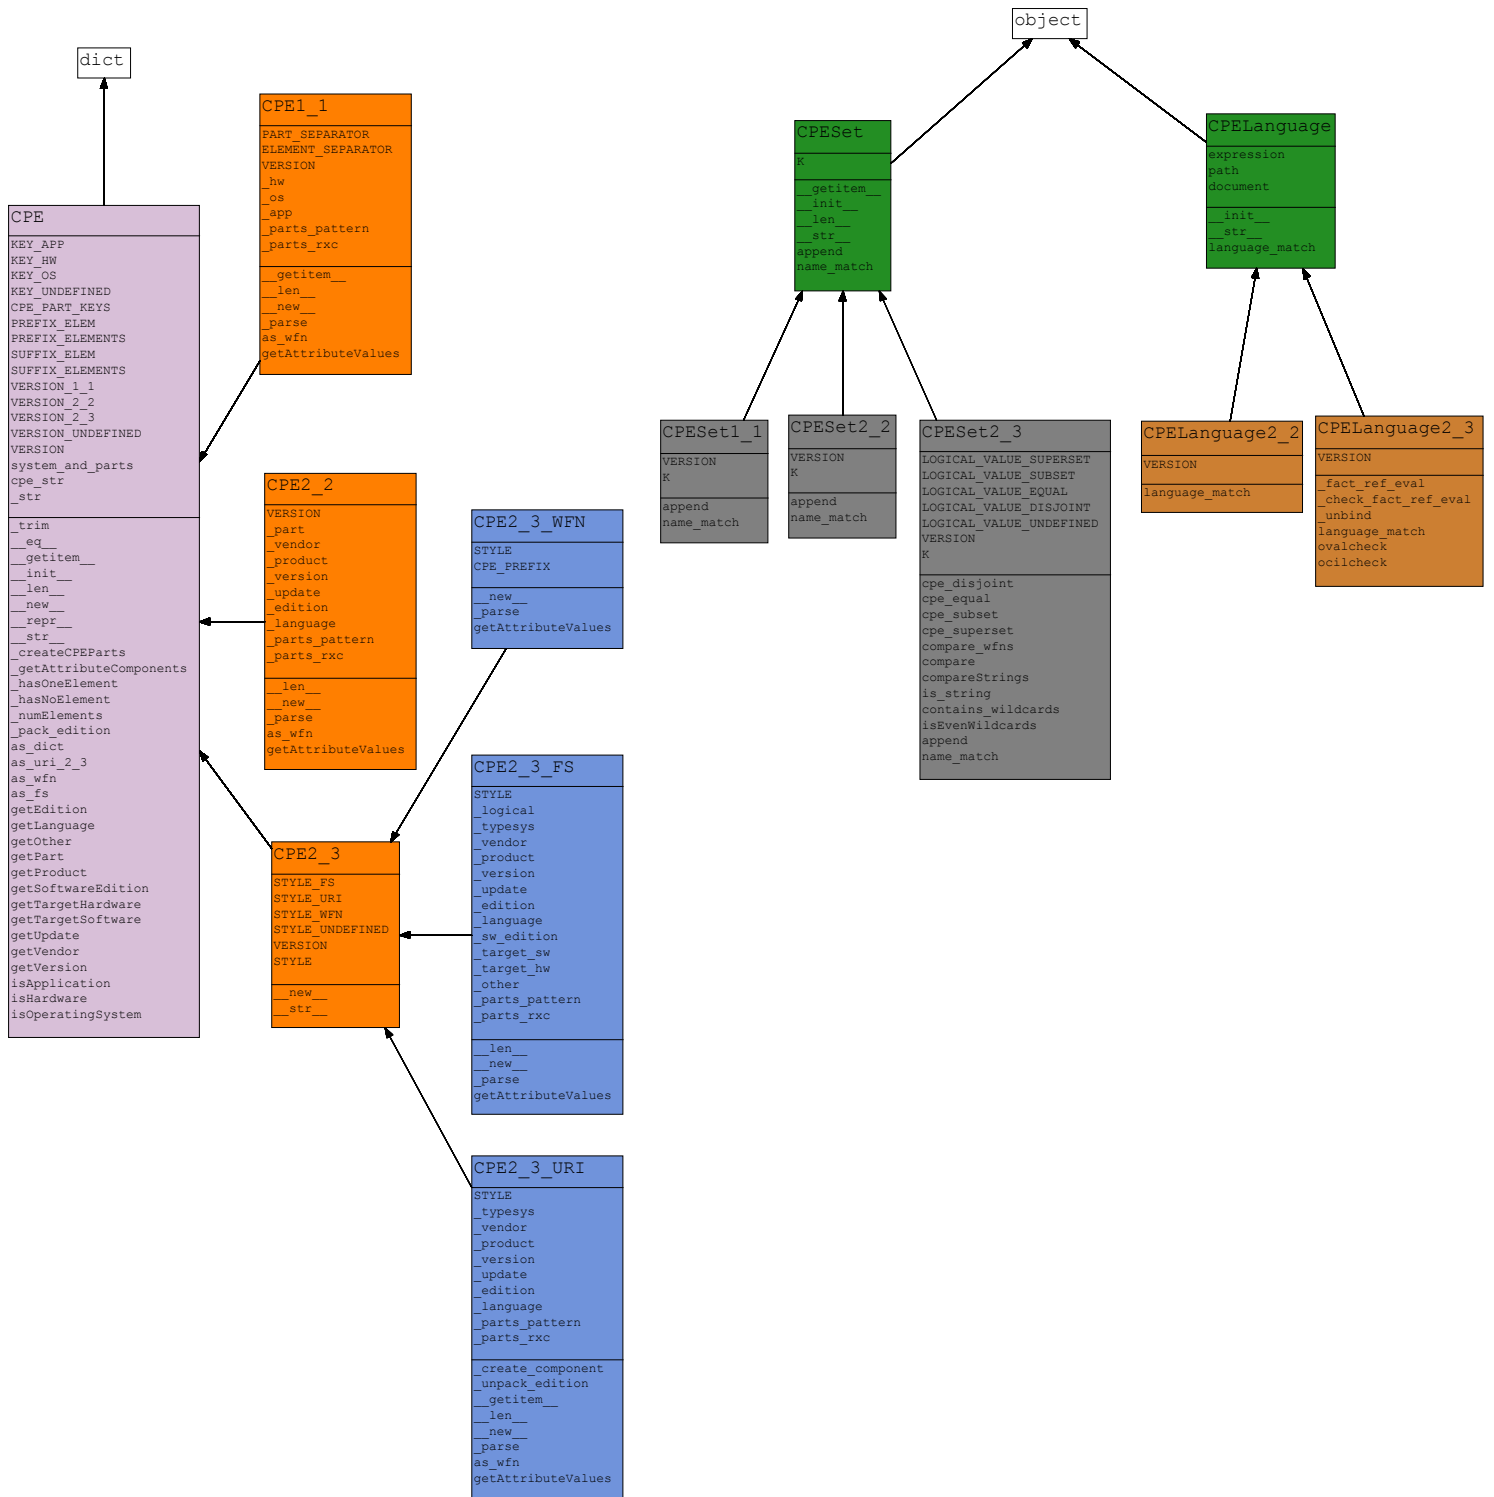 dict
CPE
KEY_APP
KEY_HW
KEY_OS
KEY_UNDEFINED
CPE_PART_KEYS
PREFIX_ELEM
PREFIX_ELEMENTS
SUFFIX_ELEM
SUFFIX_ELEMENTS
VERSION_1_1
VERSION_2_2
VERSION_2_3
VERSION_UNDEFINED
VERSION
system_and_parts
cpe_str
_str
_trim
__eq__
__getitem__
__init__
__len__
__new__
__repr__
__str__
_createCPEParts
_getAttributeComponents
_hasOneElement
_hasNoElement
_numElements
_pack_edition
as_dict
as_uri_2_3
as_wfn
as_fs
getEdition
getLanguage
getOther
getPart
getProduct
getSoftwareEdition
getTargetHardware
getTargetSoftware
getUpdate
getVendor
getVersion
isApplication
isHardware
isOperatingSystem
CPE1_1
PART_SEPARATOR
ELEMENT_SEPARATOR
VERSION
_hw
_os
_app
_parts_pattern
_parts_rxc
__getitem__
__len__
__new__
_parse
as_wfn
getAttributeValues
CPE2_2
VERSION
_part
_vendor
_product
_version
_update
_edition
_language
_parts_pattern
_parts_rxc
__len__
__new__
_parse
as_wfn
getAttributeValues
CPE2_3
STYLE_FS
STYLE_URI
STYLE_WFN
STYLE_UNDEFINED
VERSION
STYLE
__new__
__str__
CPE2_3_WFN
STYLE
CPE_PREFIX
__new__
_parse
getAttributeValues
CPE2_3_FS
STYLE
_logical
_typesys
_vendor
_product
_version
_update
_edition
_language
_sw_edition
_target_sw
_target_hw
_other
_parts_pattern
_parts_rxc
__len__
__new__
_parse
getAttributeValues
CPE2_3_URI
STYLE
_typesys
_vendor
_product
_version
_update
_edition
_language
_parts_pattern
_parts_rxc
_create_component
_unpack_edition
__getitem__
__len__
__new__
_parse
as_wfn
getAttributeValues
object
CPESet
K
__getitem__
__init__
__len__
__str__
append
name_match
CPELanguage
expression
path
document
__init__
__str__
language_match
CPESet1_1
VERSION
K
append
name_match
CPESet2_2
VERSION
K
append
name_match
CPESet2_3
LOGICAL_VALUE_SUPERSET
LOGICAL_VALUE_SUBSET
LOGICAL_VALUE_EQUAL
LOGICAL_VALUE_DISJOINT
LOGICAL_VALUE_UNDEFINED
VERSION
K
cpe_disjoint
cpe_equal
cpe_subset
cpe_superset
compare_wfns
compare
compareStrings
is_string
contains_wildcards
isEvenWildcards
append
name_match
CPELanguage2_2
VERSION
language_match
CPELanguage2_3
VERSION
_fact_ref_eval
_check_fact_ref_eval
_unbind
language_match
ovalcheck
ocilcheck